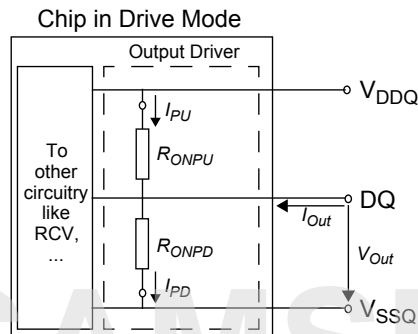 Chip in Drive Mode
Output Driver
To
other
circuitry
like
RCV,
...
I_PU
R_ONPU
R_ONPD
I_PD
V_DDQ
DQ
I_Out
V_Out
V_SSQ